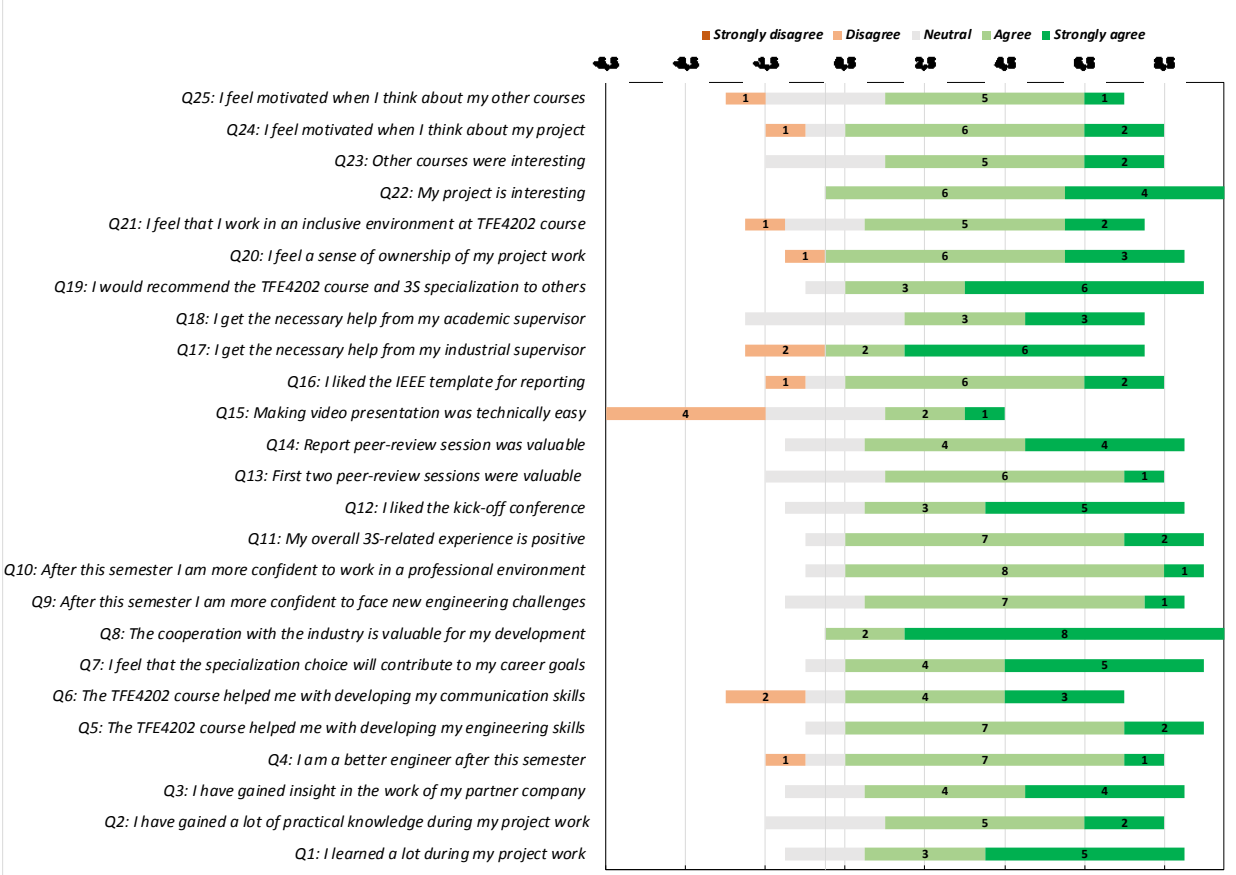 Strongly disagree Disagree Neutral Agree Strongly agree
2,5 4,5 6,5 8,5
Q25: I feel motivated when I think about my other courses 1 5 1
Q24: I feel motivated when I think about my project 1 6 2
Q23: Other courses were interesting 5 2
Q22: My project is interesting 6 4
Q21: I feel that I work in an inclusive environment at TFE4202 course 1 5 2
Q20: I feel a sense of ownership of my project work 1 6 3
Q19: I would recommend the TFE4202 course and 3S specialization to others 3 6
Q18: I get the necessary help from my academic supervisor 3 3
Q17: I get the necessary help from my industrial supervisor 2 2 6
Q16: I liked the IEEE template for reporting 1 6 2
Q15: Making video presentation was technically easy 4 2 1
Q14: Report peer-review session was valuable 4 4
Q13: First two peer-review sessions were valuable 6 1
Q12: I liked the kick-off conference 3 5
Q11: My overall 3S-related experience is positive 7 2
Q10: After this semester I am more confident to work in a professional environment 8 1
Q9: After this semester I am more confident to face new engineering challenges 7 1
Q8: The cooperation with the industry is valuable for my development 2 8
Q7: I feel that the specialization choice will contribute to my career goals 4 5
Q6: The TFE4202 course helped me with developing my communication skills 2 4 3
Q5: The TFE4202 course helped me with developing my engineering skills 7 2
Q4: I am a better engineer after this semester 1 7 1
Q3: I have gained insight in the work of my partner company 4 4
Q2: I have gained a lot of practical knowledge during my project work 5 2
Q1: I learned a lot during my project work 3 5